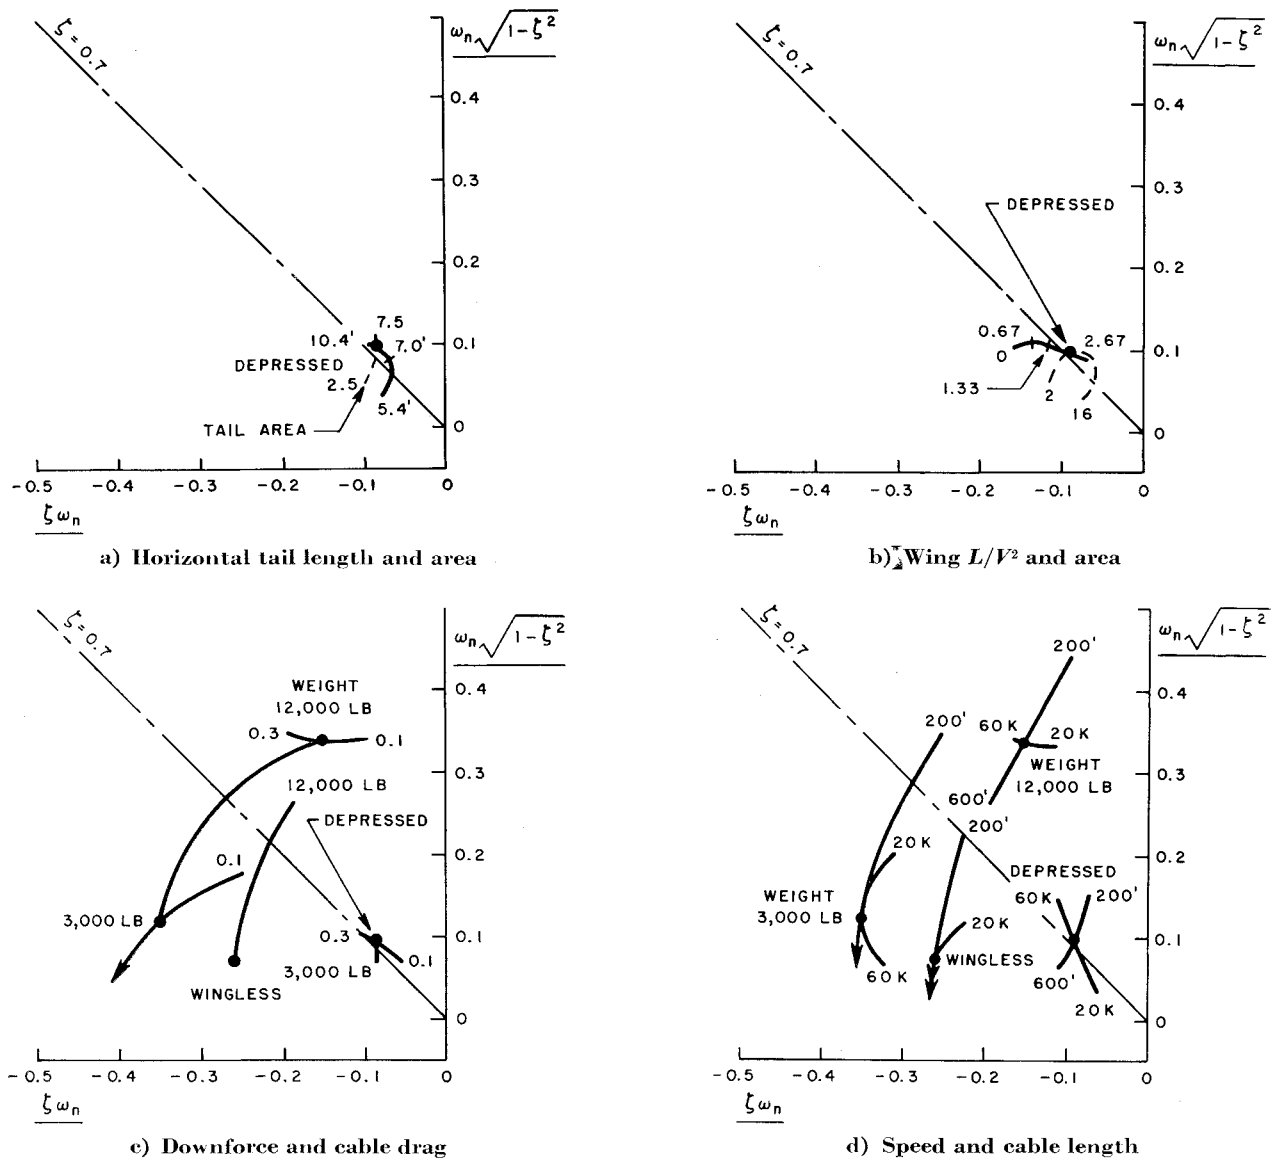 ζ = 0.7
ωn√1-ζ²
0.4
0.3
0.2
7.5
10.4'
7.0'
0.1
DEPRESSED
2.5
5.4'
TAIL AREA
0
-0.5 -0.4 -0.3 -0.2 -0.1 0
ζωn
a) Horizontal tail length and area
ζ = 0.7
ωn√1-ζ²
0.4
0.3
DEPRESSED
0.2
0.67
2.67
0.1
0
1.33
2
16
0
-0.5 -0.4 -0.3 -0.2 -0.1 0
ζωn
b) Wing L/V² and area
ζ = 0.7
ωn√1-ζ²
WEIGHT
12,000 LB
0.4
0.3
0.1
0.3
12,000 LB
DEPRESSED
0.2
0.1
3,000 LB
0.3
0.1
3,000 LB
0.1
WINGLESS
0
-0.5 -0.4 -0.3 -0.2 -0.1 0
ζωn
c) Downforce and cable drag
ζ = 0.7
ωn√1-ζ²
200'
0.4
200'
60K
20K
WEIGHT
12,000 LB
0.3
600'
200'
0.2
20K
DEPRESSED
60K
200'
WEIGHT
3,000 LB
20K
0.1
60K
WINGLESS
600'
20K
0
-0.5 -0.4 -0.3 -0.2 -0.1 0
ζωn
d) Speed and cable length